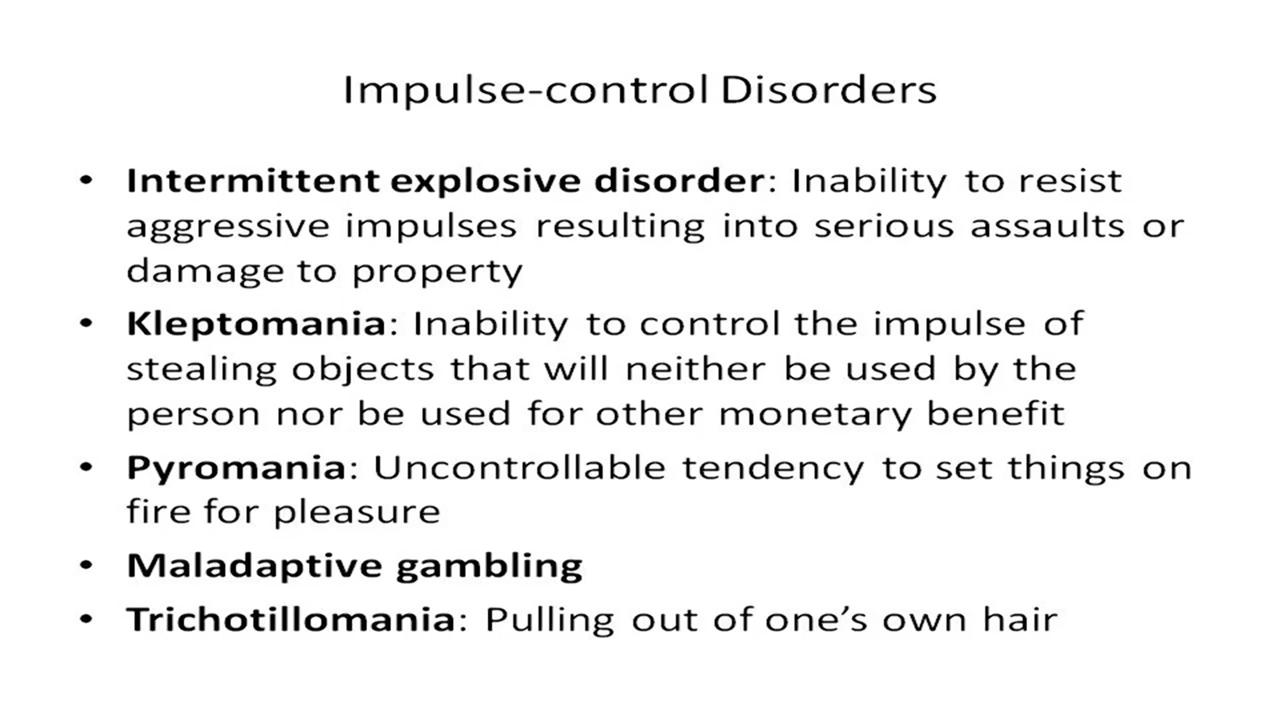 Impulse-control Disorders
• Intermittent explosive disorder: Inability to resist
aggressive impulses resulting into serious assaults or
damage to property
• Kleptomania: Inability to control the impulse of
stealing objects that will neither be used by the
person nor be used for other monetary benefit
• Pyromania: Uncontrollable tendency to set things on
fire for pleasure
• Maladaptive gambling
• Trichotillomania: Pulling out of one’s own hair